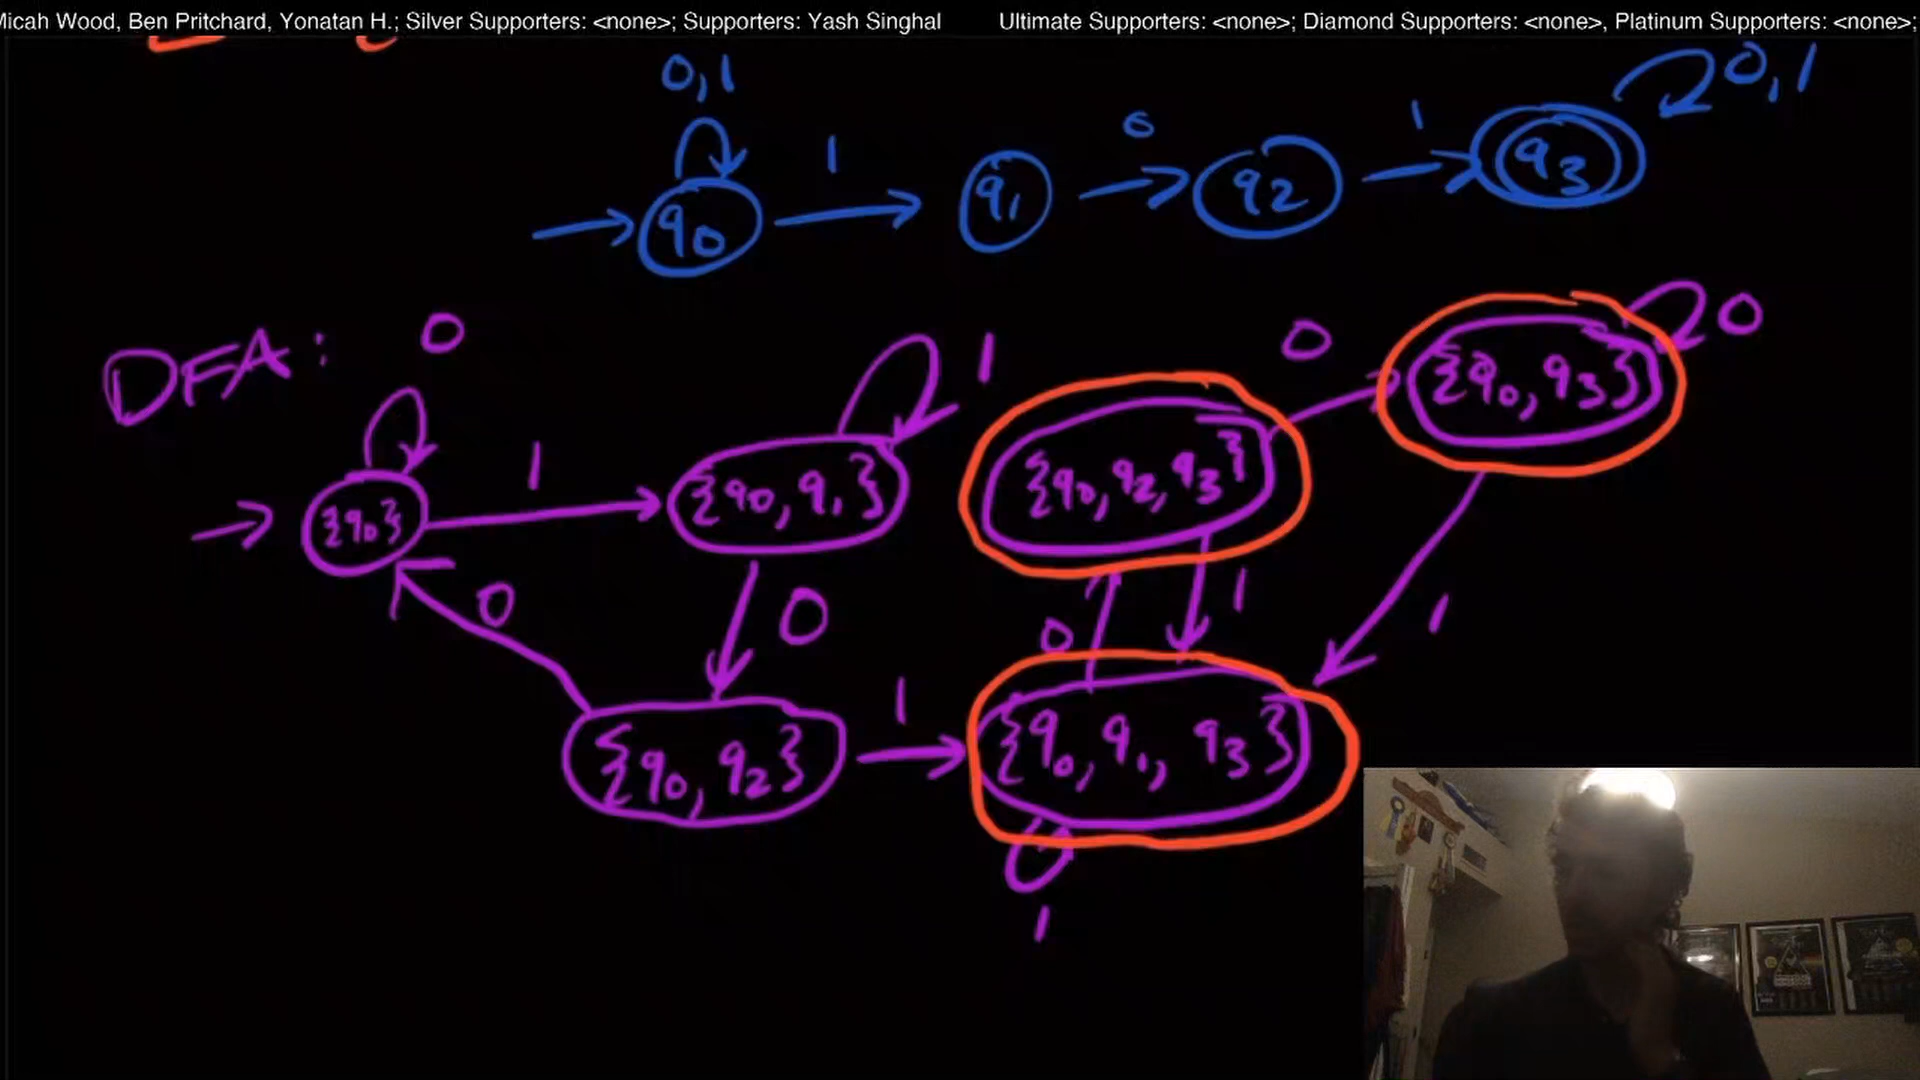 Micah Wood, Ben Pritchard, Yonatan H.; Silver Supporters: <none>; Supporters: Yash Singhal Ultimate Supporters: <none>; Diamond Supporters: <none>, Platinum Supporters: <none>;
0,1
0,1
1
0
1
q0
q1
q2
q3
DFA:
0
1
0
0
{q0}
1
{q0,q1}
{q0,q2,q3}
{q0,q3}
0
0
0
1
1
{q0,q2}
1
{q0,q1,q3}
1